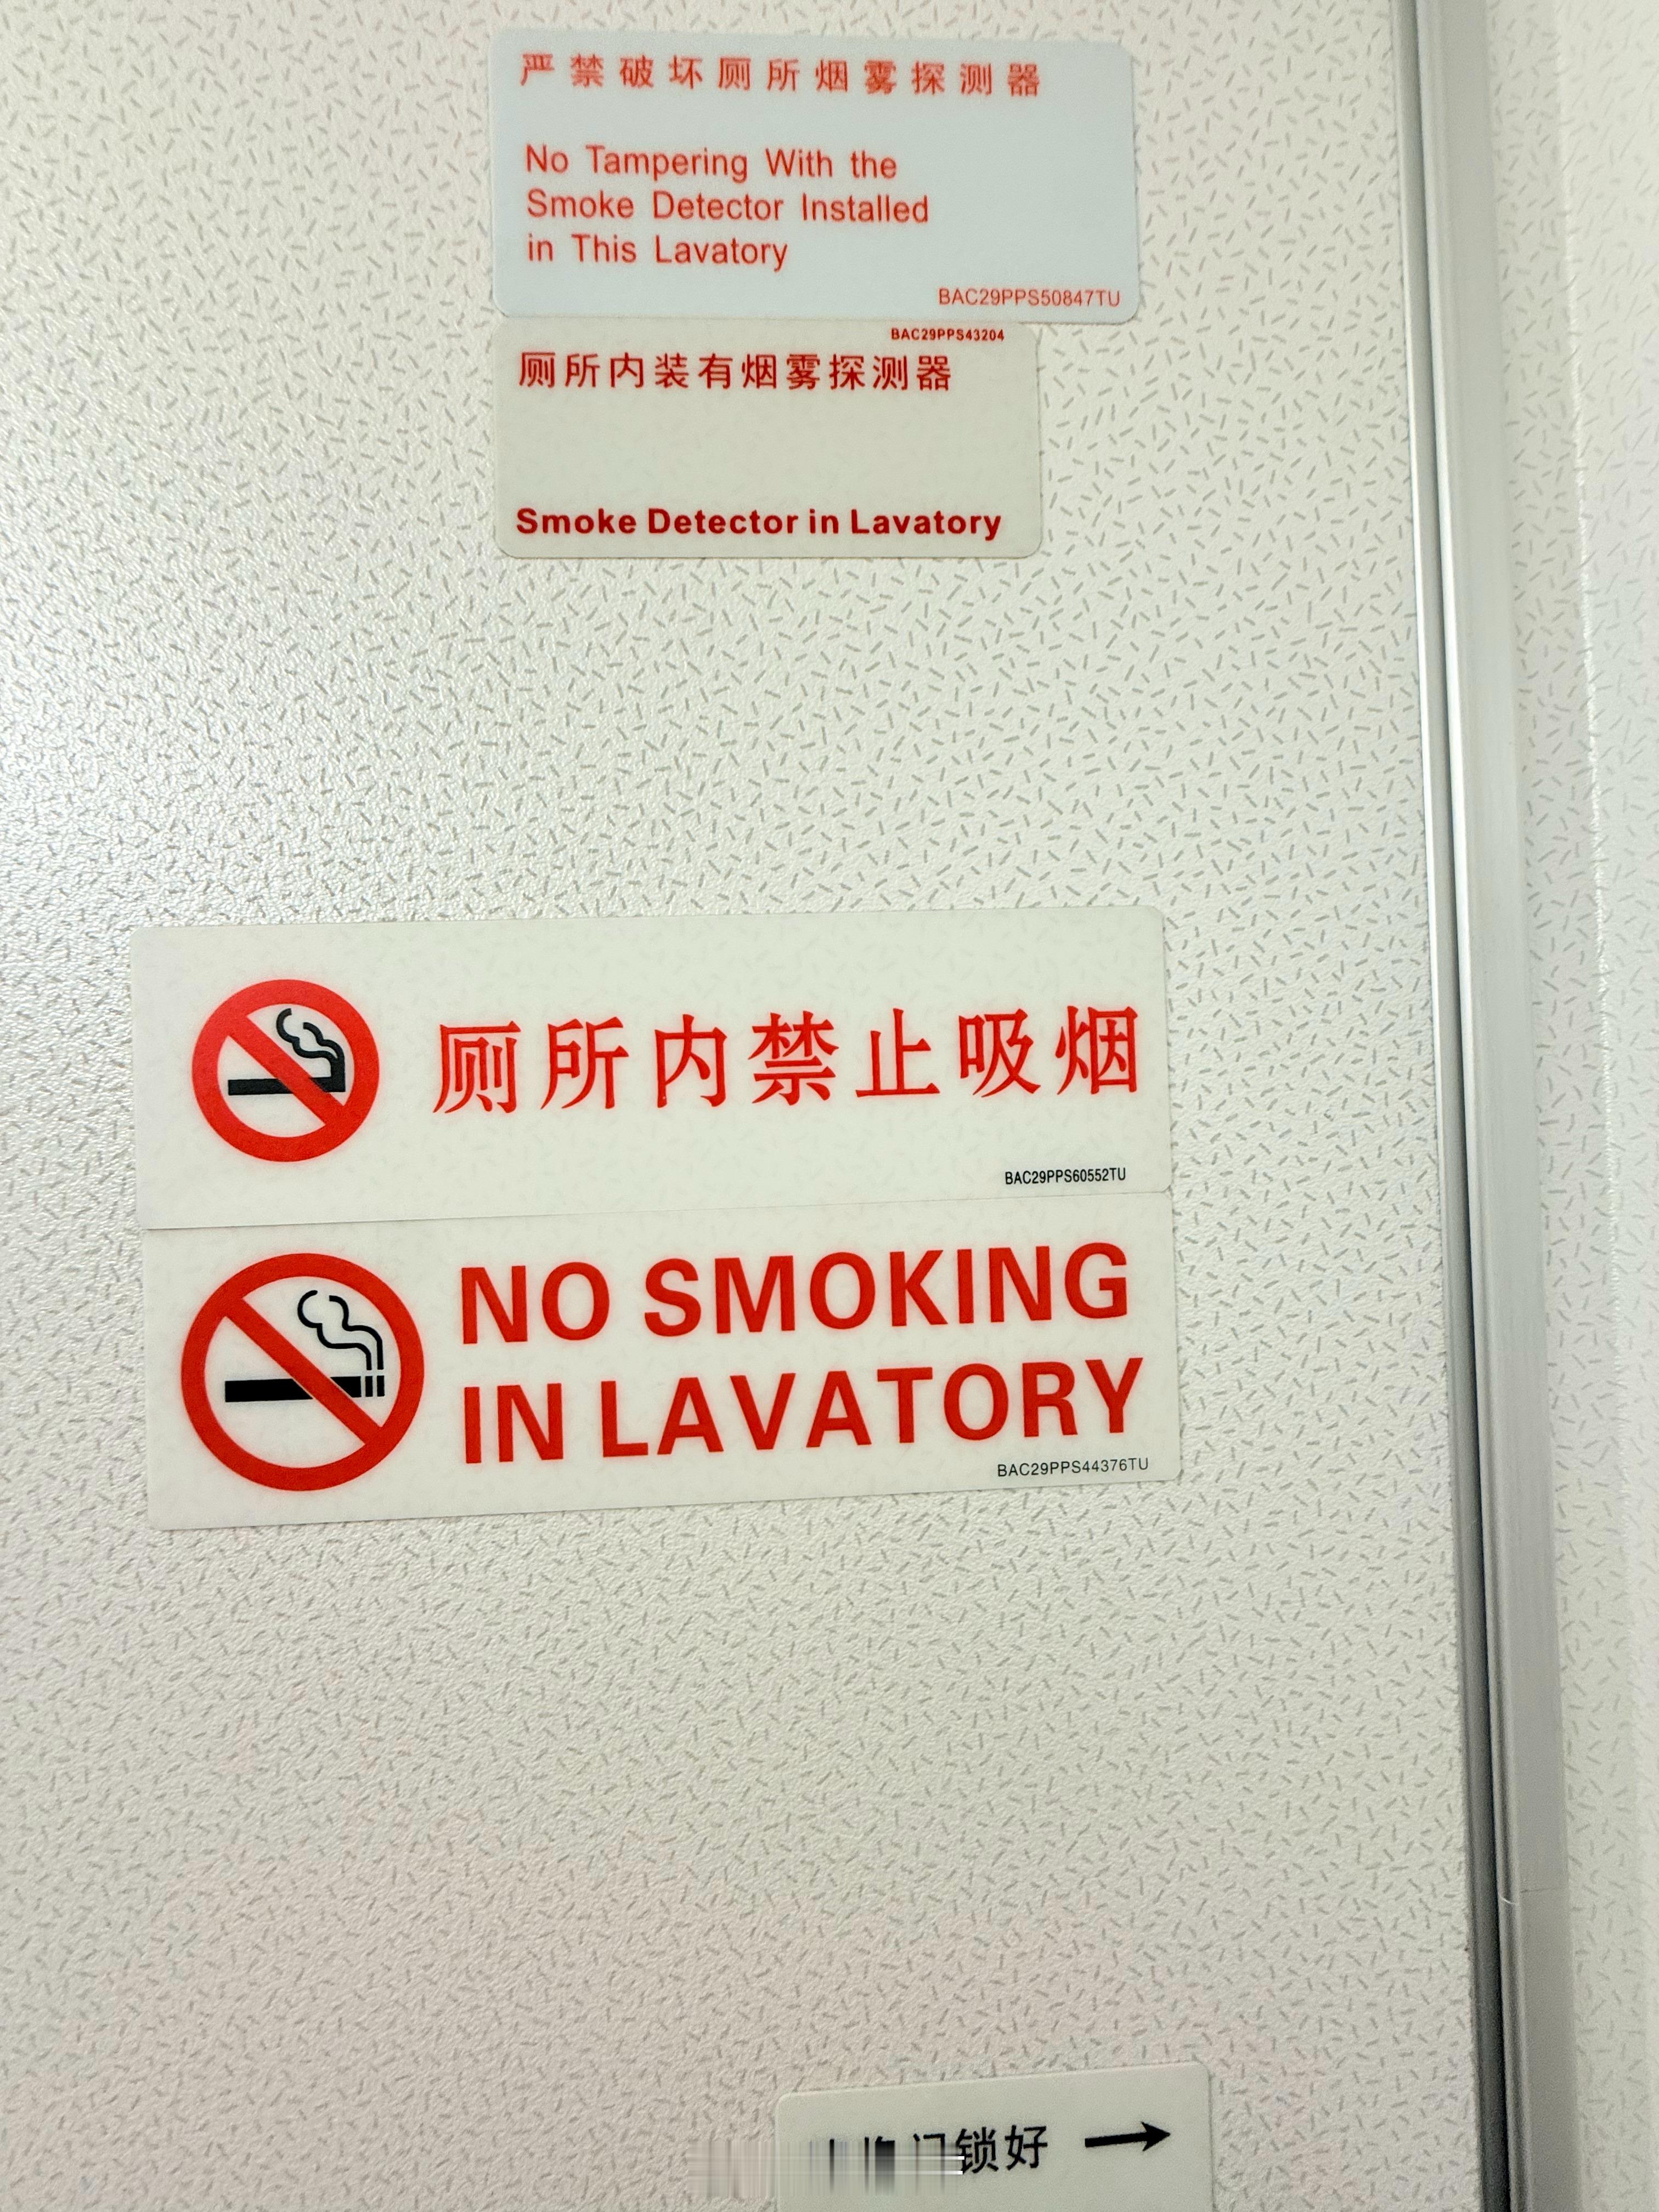 严禁破坏厕所烟雾探测器
No Tampering With the
Smoke Detector Installed
in This Lavatory
BAC29PPS50847TU
BAC29PPS43204
厕所内装有烟雾探测器
Smoke Detector in Lavatory
厕所内禁止吸烟
BAC29PPS60552TU
NO SMOKING
IN LAVATORY
BAC29PPS44376TU
门锁好 →